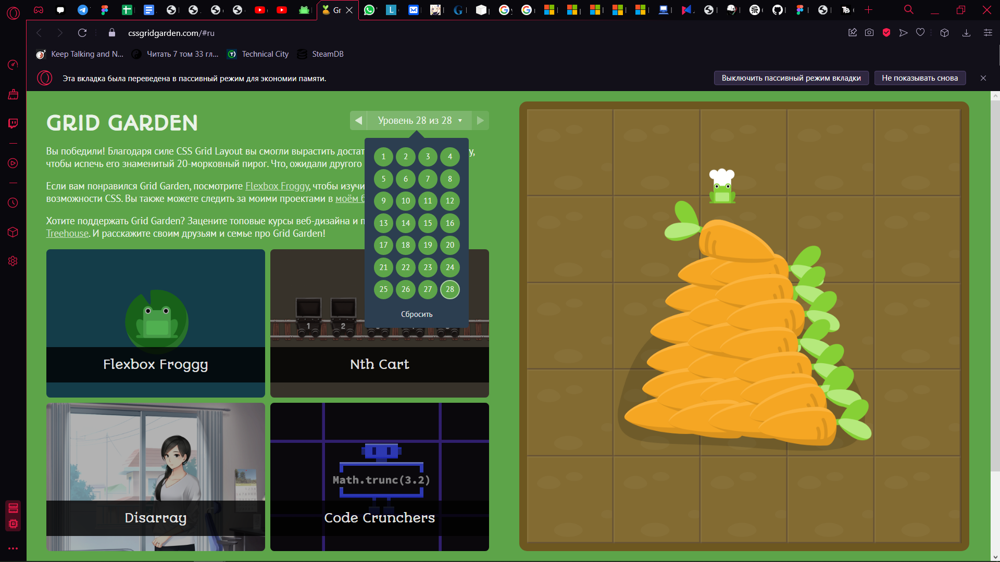 Gr
cssgridgarden.com/#ru
Keep Talking and N...
Читать 7 том 33 гл...
Technical City
SteamDB
Эта вкладка была переведена в пассивный режим для экономии памяти.
Выключить пассивный режим вкладки
Не показывать снова
GRID GARDEN
Уровень 28 из 28
Вы победили! Благодаря силе CSS Grid Layout вы смогли вырастить достат у,
чтобы испечь его знаменитый 20-морковный пирог. Что, ожидали другого
Если вам понравился Grid Garden, посмотрите Flexbox Froggy, чтобы изучи
возможности CSS. Вы также можете следить за моими проектами в моём б
Хотите поддержать Grid Garden? Зацените топовые курсы веб-дизайна и п
Treehouse. И расскажите своим друзьям и семье про Grid Garden!
1 2 3 4
5 6 7 8
9 10 11 12
13 14 15 16
17 18 19 20
21 22 23 24
25 26 27 28
Сбросить
1 2
Flexbox Froggy
Nth Cart
Math.trunc(3.2)
Disarray
Code Crunchers